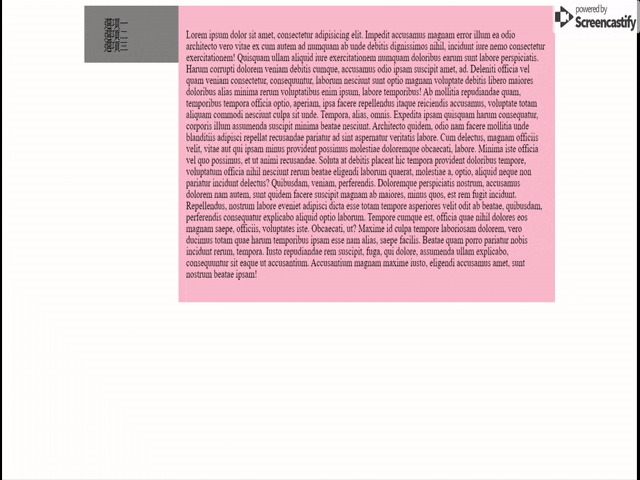 選項一
選項二
選項三
powered by
Screencastify
Lorem ipsum dolor sit amet, consectetur adipisicing elit. Impedit accusamus magnam error illum ea odio
architecto vero vitae ex cum autem ad numquam ab unde debitis dignissimos nihil, incidunt iure nemo consectetur
exercitationem! Quisquam ullam aliquid iure exercitationem numquam doloribus earum sunt labore perspiciatis.
Harum corrupti dolorem veniam debitis cumque, accusamus odio ipsam suscipit amet, ad. Deleniti officia vel
quam veniam consectetur, consequuntur, laborum nesciunt sunt optio magnam voluptate debitis libero maiores
doloribus alias minima rerum voluptatibus enim ipsum, labore temporibus! Ab mollitia repudiandae quam,
temporibus tempora officia optio, aperiam, ipsa facere repellendus itaque reiciendis accusamus, voluptate totam
aliquam commodi nesciunt culpa sit unde. Tempora, alias, omnis. Expedita ipsam quisquam harum consequatur,
corporis illum assumenda suscipit minima beatae nesciunt. Architecto quidem, odio nam facere mollitia unde
blanditiis adipisci repellat recusandae pariatur ad sint aspernatur veritatis labore. Cum delectus, magnam officiis
velit, vitae aut qui ipsam minus provident possimus molestiae doloremque obcaecati, labore. Minima iste officia
vel quo possimus, et ut animi recusandae. Soluta at debitis placeat hic tempora provident doloribus tempore,
voluptatum officia nihil nesciunt rerum beatae eligendi laborum quaerat, molestiae a, optio, aliquid neque non
pariatur incidunt delectus? Quibusdam, veniam, perferendis. Doloremque perspiciatis nostrum, accusamus
dolorem nam autem, sunt quidem facere suscipit magnam ab maiores, minus quos, est rem fugit incidunt.
Repellendus, nostrum labore eveniet adipisci dicta esse totam tempore asperiores velit odit ab beatae, quibusdam,
perferendis consequatur explicabo aliquid optio laborum. Tempore cumque est, officia quae nihil dolores eos
magnam saepe, officiis, voluptates iste. Obcaecati, ut? Maxime id culpa tempore laboriosam dolorem, vero
ducimus totam quae harum temporibus ipsam esse nam alias, saepe facilis. Beatae quam porro pariatur nobis
incidunt rerum, tempora. Iusto repudiandae rem suscipit, fuga, qui dolore, assumenda ullam explicabo,
consequuntur sit eaque ut accusantium. Accusantium magnam maxime iusto, eligendi accusamus amet, sunt
nostrum beatae ipsam!